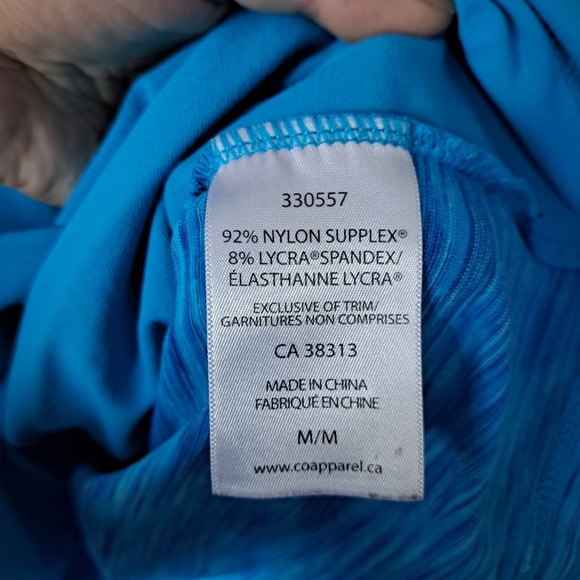 330557
92% NYLON SUPPLEX®
8% LYCRA®SPANDEX/
ÉLASTHANNE LYCRA®
EXCLUSIVE OF TRIM/
GARNITURES NON COMPRISES
CA 38313
MADE IN CHINA
FABRIQUÉ EN CHINE
M/M
www.coapparel.ca